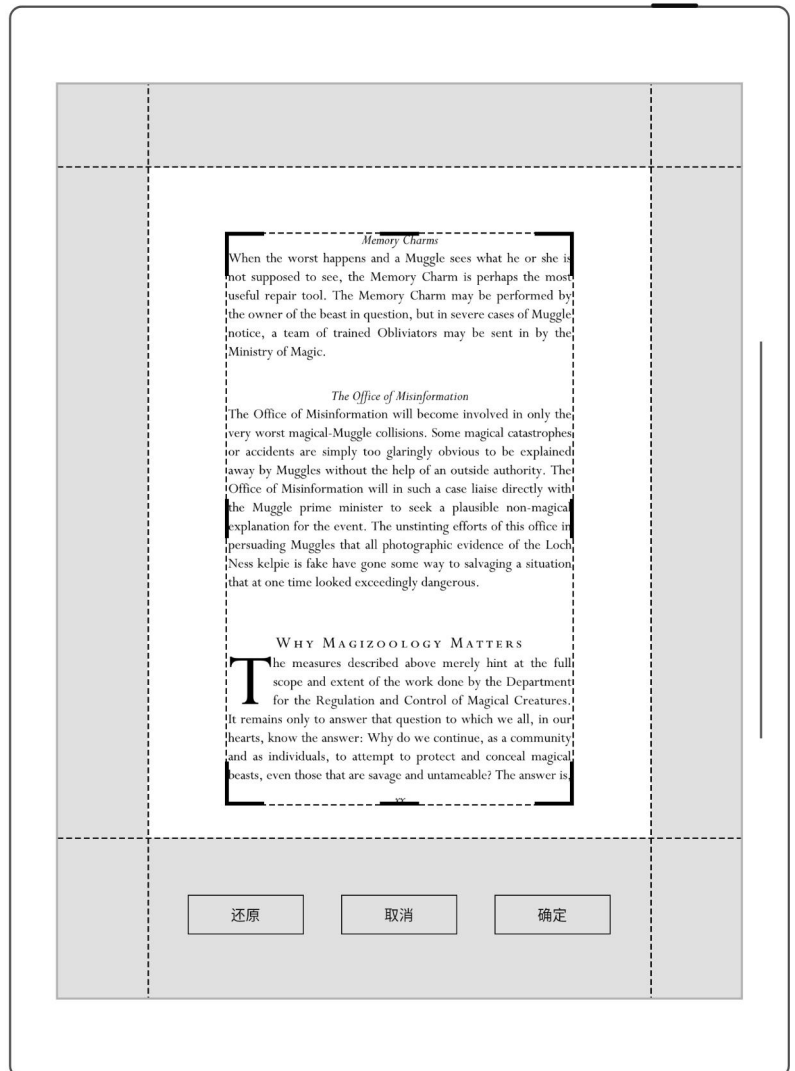 Memory Charms
When the worst happens and a Muggle sees what he or she is
not supposed to see, the Memory Charm is perhaps the most
useful repair tool. The Memory Charm may be performed by
the owner of the beast in question, but in severe cases of Muggle
notice, a team of trained Obliviators may be sent in by the
Ministry of Magic.
The Office of Misinformation
The Office of Misinformation will become involved in only the
very worst magical-Muggle collisions. Some magical catastrophes
or accidents are simply too glaringly obvious to be explained
away by Muggles without the help of an outside authority. The
Office of Misinformation will in such a case liaise directly with
the Muggle prime minister to seek a plausible non-magical
explanation for the event. The unstinting efforts of this office in
persuading Muggles that all photographic evidence of the Loch
Ness kelpie is fake have gone some way to salvaging a situation
that at one time looked exceedingly dangerous.
WHY MAGIZOOLOGY MATTERS
The measures described above merely hint at the full
scope and extent of the work done by the Department
for the Regulation and Control of Magical Creatures.
It remains only to answer that question to which we all, in our
hearts, know the answer: Why do we continue, as a community
and as individuals, to attempt to protect and conceal magical
beasts, even those that are savage and untameable? The answer is,
xx
还原 取消 确定